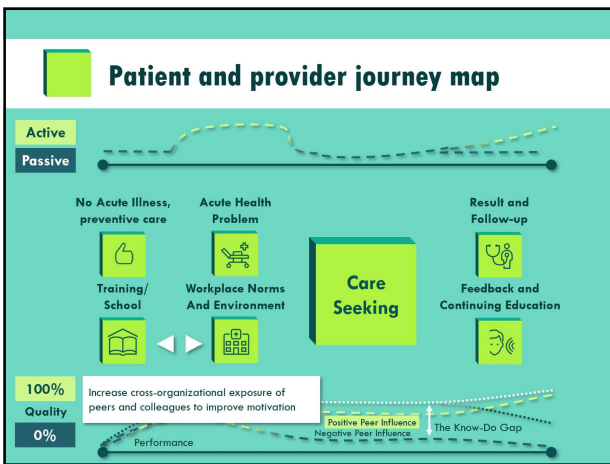 Patient and provider journey map
Active
Passive
No Acute Illness,
preventive care
Acute Health
Problem
Result and
Follow-up
Training/
School
Workplace Norms
And Environment
Care
Seeking
Feedback and
Continuing Education
100%
Quality
0%
Increase cross-organizational exposure of
peers and colleagues to improve motivation
Positive Peer Influence
Negative Peer Influence
The Know-Do Gap
Performance